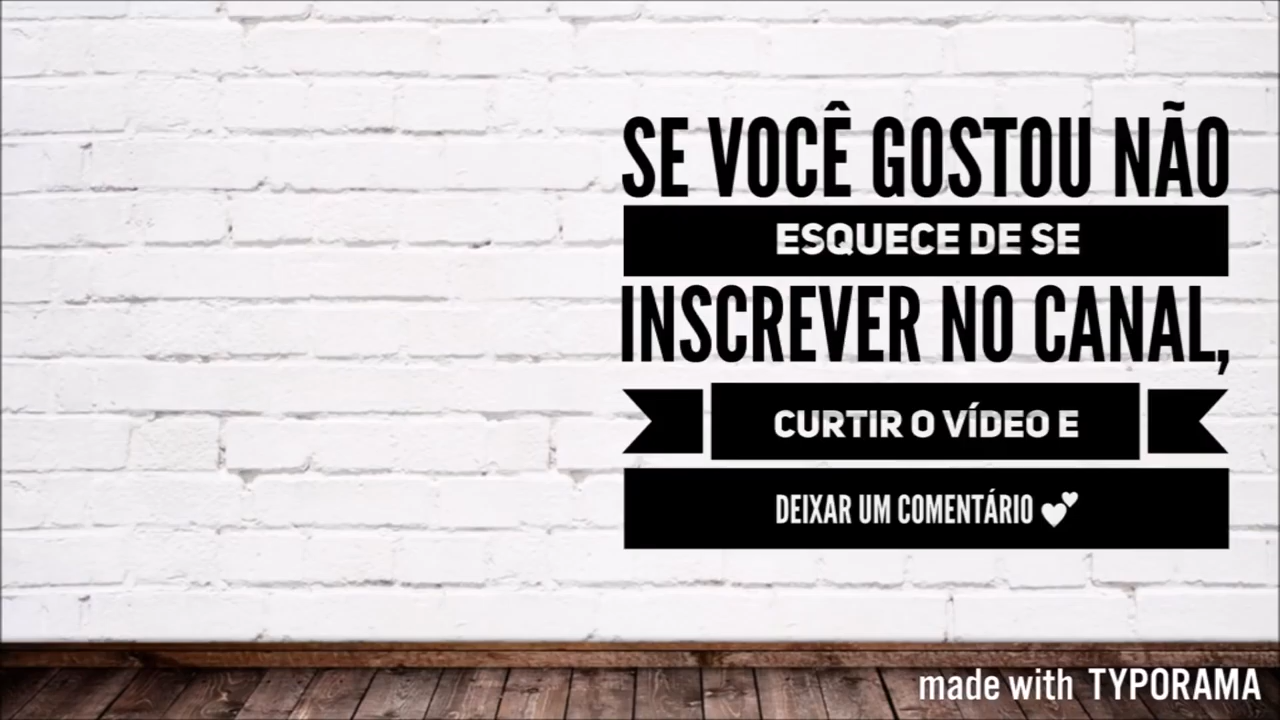 SE VOCÊ GOSTOU NÃO
ESQUECE DE SE
INSCREVER NO CANAL,
CURTIR O VÍDEO E
DEIXAR UM COMENTÁRIO 💕
made with TYPORAMA